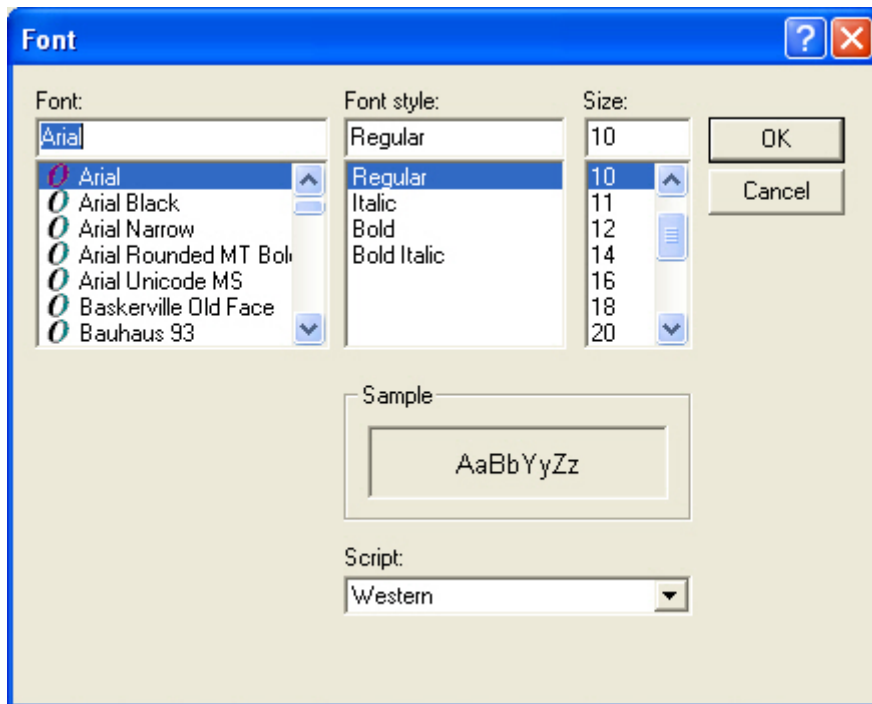 Font
Font:
Arial
Arial
Arial Black
Arial Narrow
Arial Rounded MT Bol
Arial Unicode MS
Baskerville Old Face
Bauhaus 93
Font style:
Regular
Regular
Italic
Bold
Bold Italic
Size:
10
10
11
12
14
16
18
20
OK
Cancel
Sample
AaBbYyZz
Script:
Western